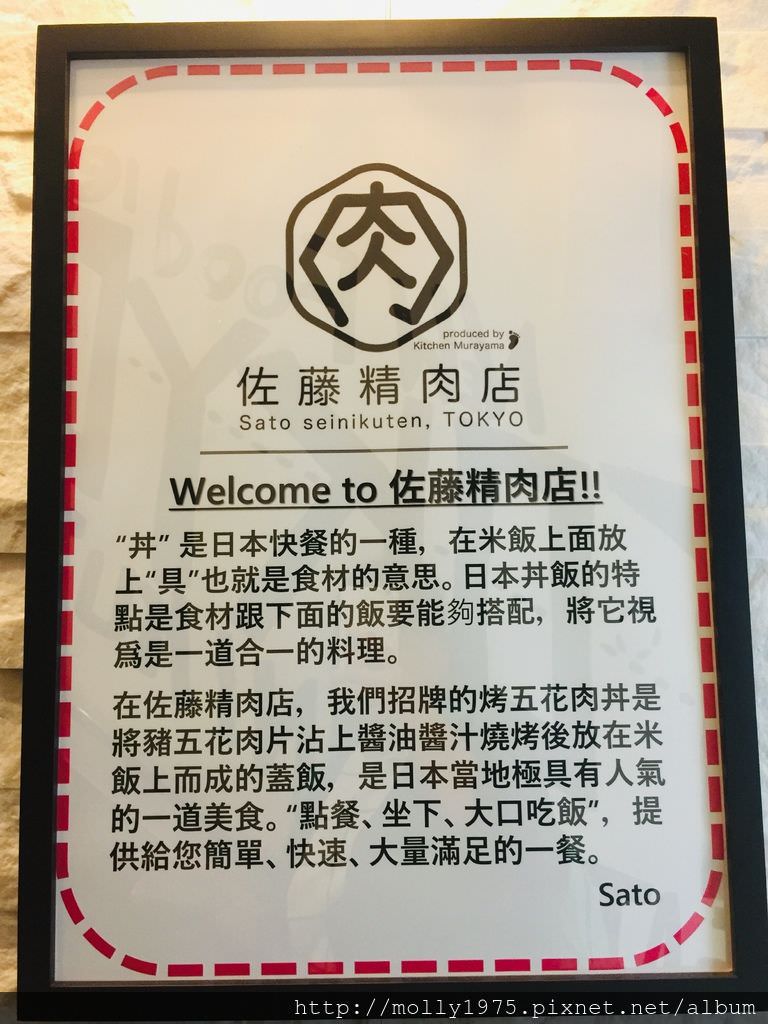 肉
produced by
Kitchen Murayama
佐藤精肉店
Sato seinikuten, TOKYO
Welcome to 佐藤精肉店!!
“丼” 是日本快餐的一種，在米飯上面放
上“具”也就是食材的意思。日本丼飯的特
點是食材跟下面的飯要能夠搭配，將它視
爲是一道合一的料理。
在佐藤精肉店，我們招牌的烤五花肉丼是
將豬五花肉片沾上醬油醬汁燒烤後放在米
飯上而成的蓋飯，是日本當地極具有人氣
的一道美食。“點餐、坐下、大口吃飯”，提
供給您簡單、快速、大量滿足的一餐。
Sato
http://molly1975.pixnet.net/album